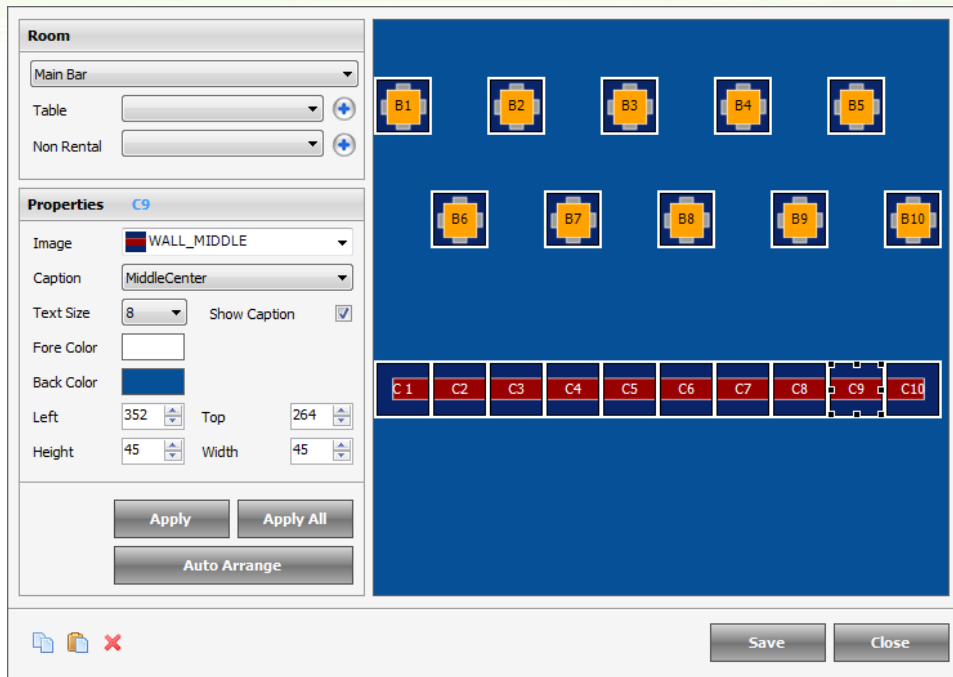 Room
Main Bar
Table
Non Rental
Properties C9
Image WALL_MIDDLE
Caption MiddleCenter
Text Size 8 Show Caption
Fore Color
Back Color
Left 352 Top 264
Height 45 Width 45
Apply Apply All
Auto Arrange
B1 B2 B3 B4 B5
B6 B7 B8 B9 B10
C 1 C2 C3 C4 C5 C6 C7 C8 C9 C10
Save Close